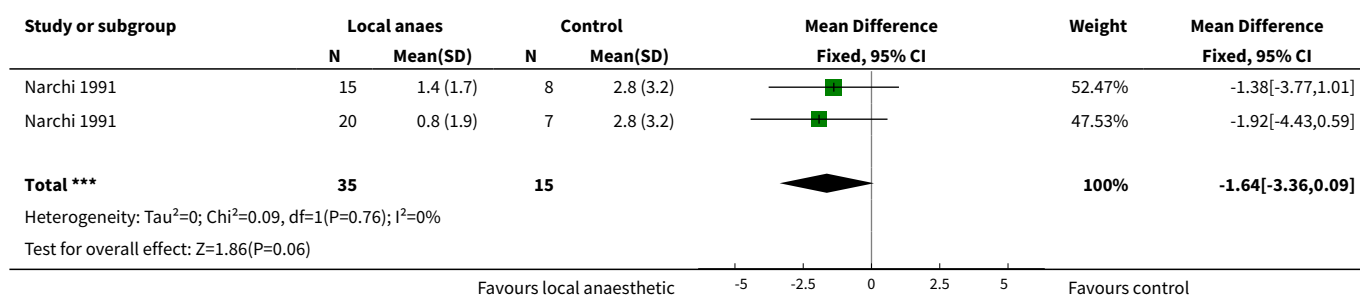 Study or subgroup Local anaes Control Mean Difference Weight Mean Difference
N Mean(SD) N Mean(SD) Fixed, 95% CI Fixed, 95% CI
Narchi 1991 15 1.4 (1.7) 8 2.8 (3.2) 52.47% -1.38[-3.77,1.01]
Narchi 1991 20 0.8 (1.9) 7 2.8 (3.2) 47.53% -1.92[-4.43,0.59]
Total *** 35 15 100% -1.64[-3.36,0.09]
Heterogeneity: Tau²=0; Chi²=0.09, df=1(P=0.76); I²=0%
Test for overall effect: Z=1.86(P=0.06)
Favours local anaesthetic -5 -2.5 0 2.5 5 Favours control